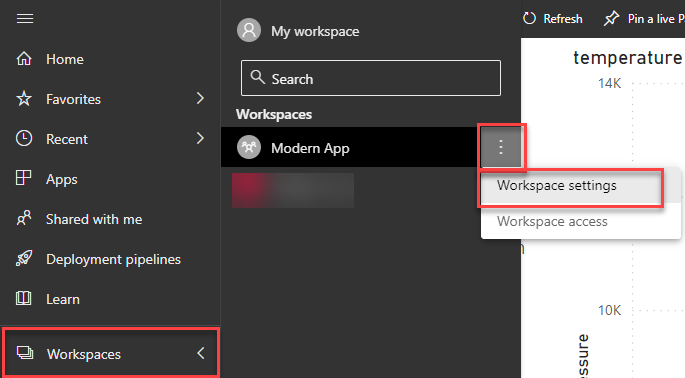 Home
Favorites
Recent
Apps
Shared with me
Deployment pipelines
Learn
Workspaces
My workspace
Search
Workspaces
Modern App
Workspace settings
Workspace access
Refresh
Pin a live P
temperature
14K
10K
ssure